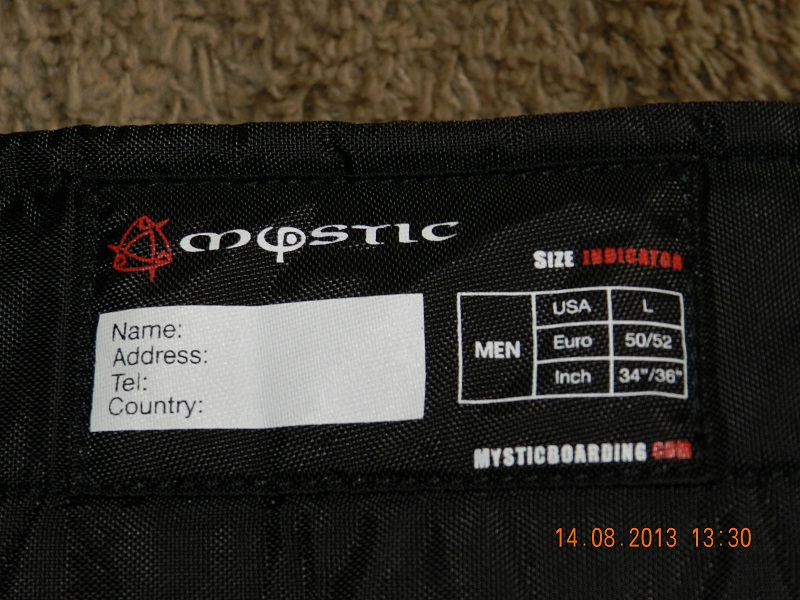 mystic
SIZE INDICATOR
Name:
Address:
Tel:
Country:
MEN
USA L
Euro 50/52
Inch 34"/36"
MYSTICBOARDING.COM
14.08.2013 13:30